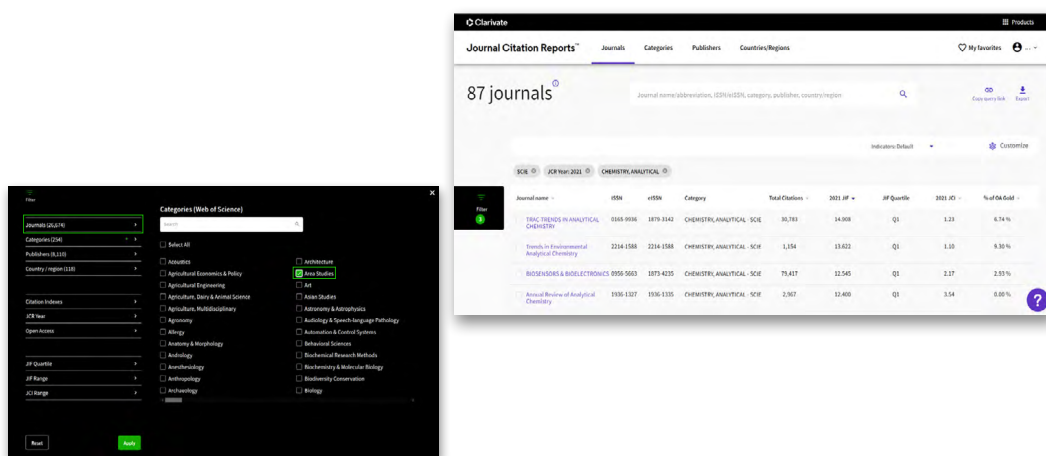 Clarivate
Products
Journal Citation Reports™
Journals
Categories
Publishers
Countries/Regions
My favorites
87 journals
Journal name/abbreviation, ISSN/eISSN, category, publisher, country/region
Copy query link
Export
Indicators: Default
Customize
SCIE
JCR Year: 2021
CHEMISTRY, ANALYTICAL
Filter
3
Journal name ISSN eISSN Category Total Citations 2021 JIF JIF Quartile 2021 JCI % of OA Gold
TRAC-TRENDS IN ANALYTICAL CHEMISTRY 0165-9936 1879-3142 CHEMISTRY, ANALYTICAL - SCIE 30,783 14.908 Q1 1.23 8.74 %
Trends in Environmental Analytical Chemistry 2214-1588 2214-1588 CHEMISTRY, ANALYTICAL - SCIE 1,154 13.622 Q1 1.10 9.30 %
BIOSENSORS & BIOELECTRONICS 0956-5663 1873-4235 CHEMISTRY, ANALYTICAL - SCIE 79,417 12.545 Q1 2.17 2.93 %
Annual Review of Analytical Chemistry 1936-1327 1936-1335 CHEMISTRY, ANALYTICAL - SCIE 2,967 12.400 Q1 3.54 0.00 %
?
Filter
Journals (26,674)
Categories (254)
Publishers (9,110)
Country / region (118)
Citation Indexes
JCR Year
Open Access
JIF Quartile
JIF Range
JCI Range
Reset
Apply
Categories (Web of Science)
Search
Select All
Acoustics
Agricultural Economics & Policy
Agricultural Engineering
Agriculture, Dairy & Animal Science
Agriculture, Multidisciplinary
Agronomy
Allergy
Anatomy & Morphology
Andrology
Anesthesiology
Anthropology
Archaeology
Architecture
Area Studies
Art
Asian Studies
Astronomy & Astrophysics
Audiology & Speech-language Pathology
Automation & Control Systems
Behavioral Sciences
Biochemical Research Methods
Biochemistry & Molecular Biology
Biodiversity Conservation
Biology